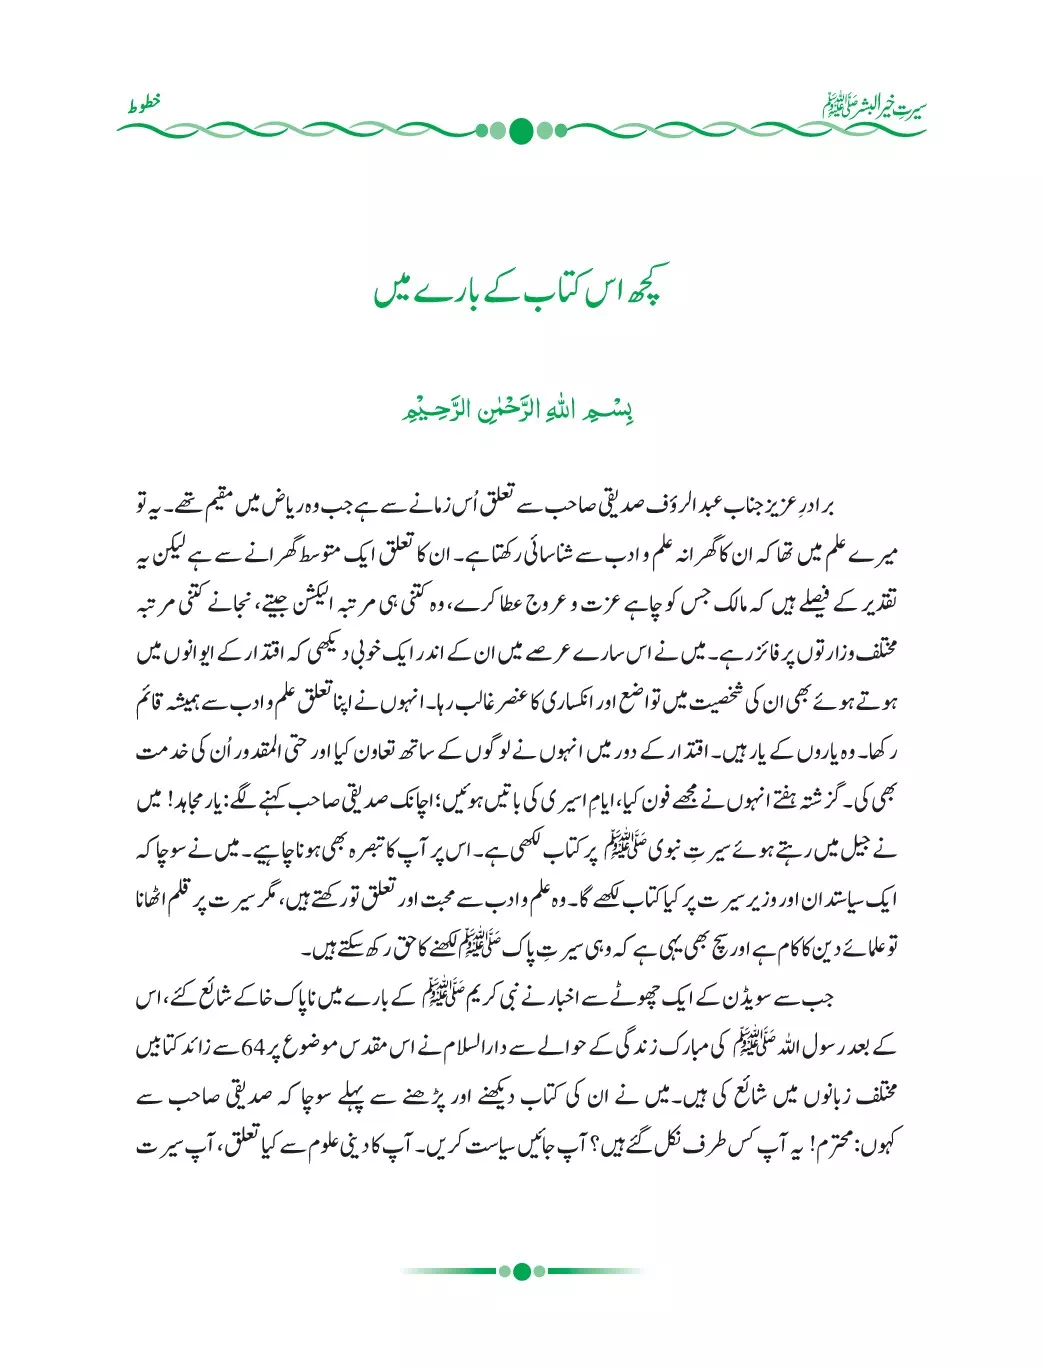 سیرتِ خیر البشر ﷺ
خطوط
کچھ اس کتاب کے بارے میں
بِسْمِ اللهِ الرَّحْمٰنِ الرَّحِيْمِ
برادرِ عزیز جناب عبد الرؤف صدیقی صاحب سے تعلق اُس زمانے سے ہے جب وہ ریاض میں مقیم تھے۔ یہ تو
میرے علم میں تھا کہ ان کا گھرانہ علم و ادب سے شناسائی رکھتا ہے۔ ان کا تعلق ایک متوسط گھرانے سے ہے لیکن یہ
تقدیر کے فیصلے ہیں کہ مالک جس کو چاہے عزت و عروج عطا کرے، وہ کتنی ہی مرتبہ الیکشن جیتے، نجانے کتنی مرتبہ
مختلف وزارتوں پر فائز رہے۔ میں نے اس سارے عرصے میں ان کے اندر ایک خوبی دیکھی کہ اقتدار کے ایوانوں میں
ہوتے ہوئے بھی ان کی شخصیت میں تواضع اور انکساری کا عنصر غالب رہا۔ انہوں نے اپنا تعلق علم و ادب سے ہمیشہ قائم
رکھا۔ وہ یاروں کے یار ہیں۔ اقتدار کے دور میں انہوں نے لوگوں کے ساتھ تعاون کیا اور حتی المقدور اُن کی خدمت
بھی کی۔ گزشتہ ہفتے انہوں نے مجھے فون کیا، ایامِ اسیری کی باتیں ہوئیں؛ اچانک صدیقی صاحب کہنے لگے: یار مجاہد! میں
نے جیل میں رہتے ہوئے سیرتِ نبوی ﷺ پر کتاب لکھی ہے۔ اس پر آپ کا تبصرہ بھی ہونا چاہیے۔ میں نے سوچا کہ
ایک سیاستدان اور وزیر سیرت پر کیا کتاب لکھے گا۔ وہ علم و ادب سے محبت اور تعلق تو رکھتے ہیں، مگر سیرت پر قلم اٹھانا
تو علمائے دین کا کام ہے اور سچ بھی یہی ہے کہ وہی سیرتِ پاک ﷺ لکھنے کا حق رکھ سکتے ہیں۔
جب سے سویڈن کے ایک چھوٹے سے اخبار نے نبی کریم ﷺ کے بارے میں ناپاک خاکے شائع کئے، اس
کے بعد رسول اللہ ﷺ کی مبارک زندگی کے حوالے سے دارالسلام نے اس مقدس موضوع پر 64 سے زائد کتابیں
مختلف زبانوں میں شائع کی ہیں۔ میں نے ان کی کتاب دیکھنے اور پڑھنے سے پہلے سوچا کہ صدیقی صاحب سے
کہوں: محترم! یہ آپ کس طرف نکل گئے ہیں؟ آپ جائیں سیاست کریں۔ آپ کا دینی علوم سے کیا تعلق، آپ سیرت